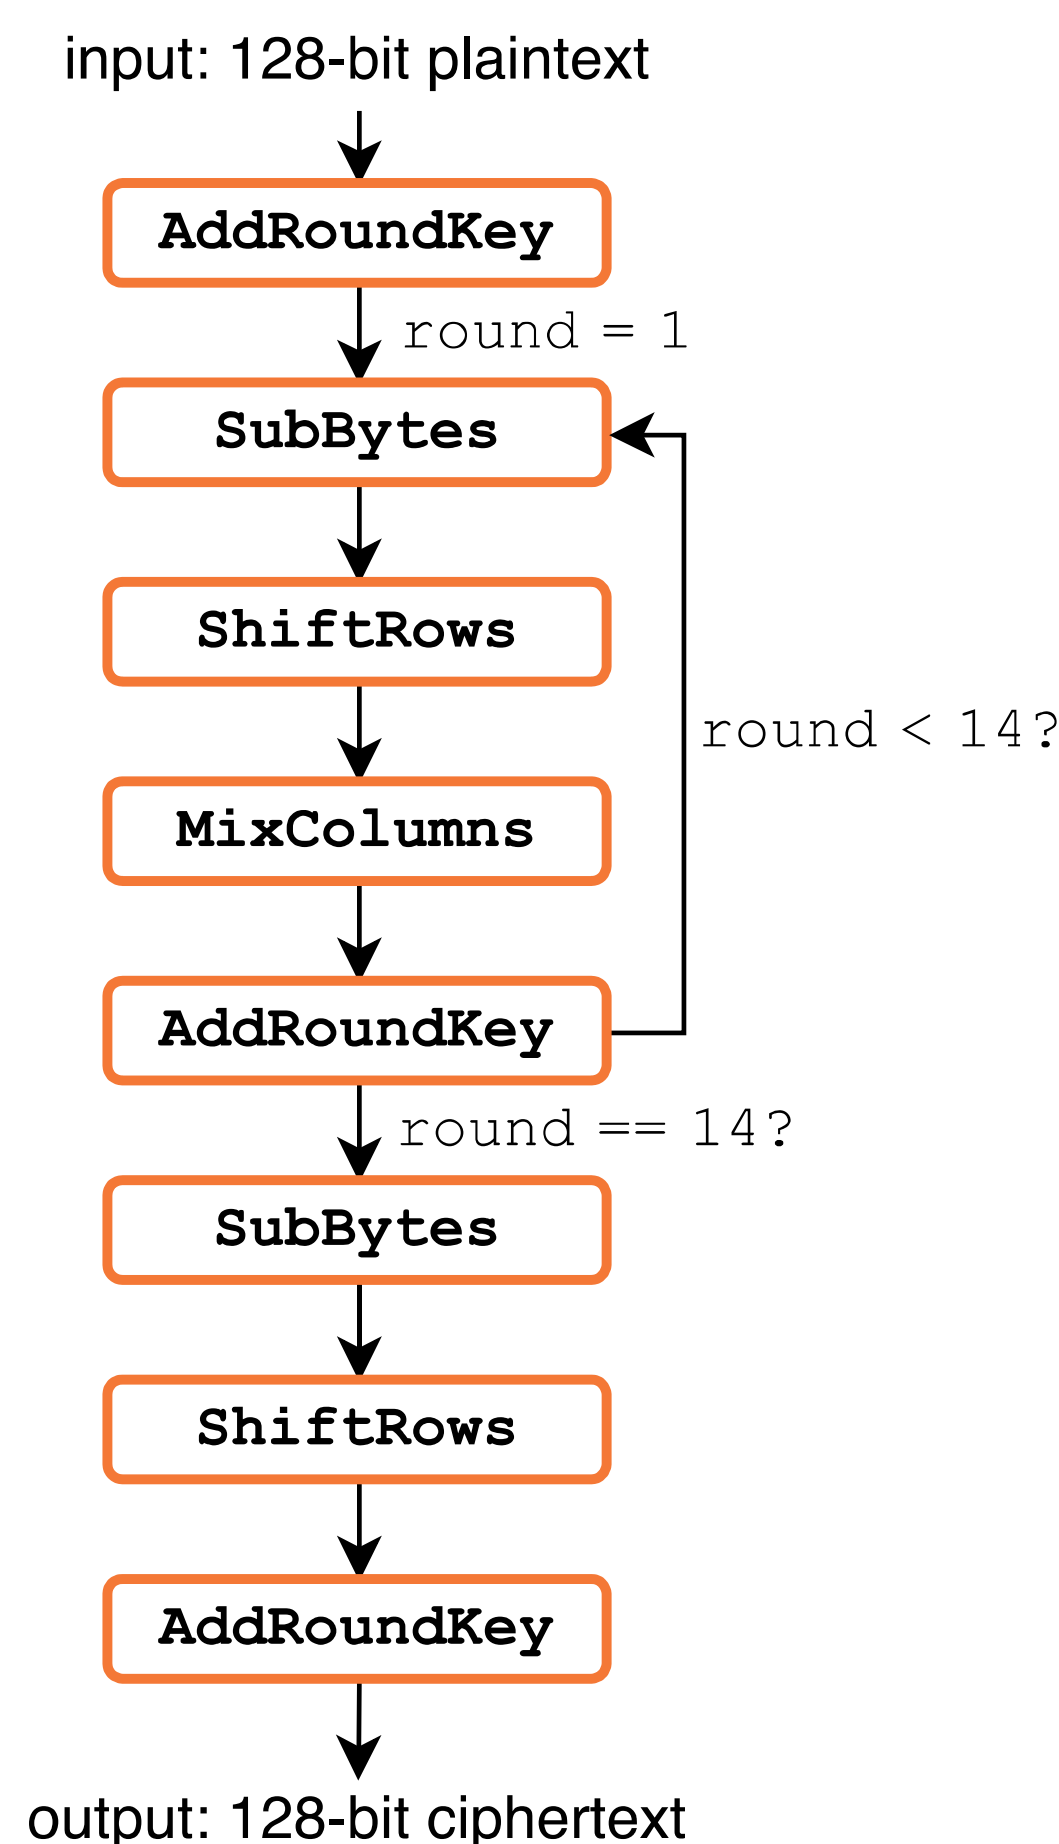 input: 128-bit plaintext
AddRoundKey
round = 1
SubBytes
ShiftRows
round < 14?
MixColumns
AddRoundKey
round == 14?
SubBytes
ShiftRows
AddRoundKey
output: 128-bit ciphertext